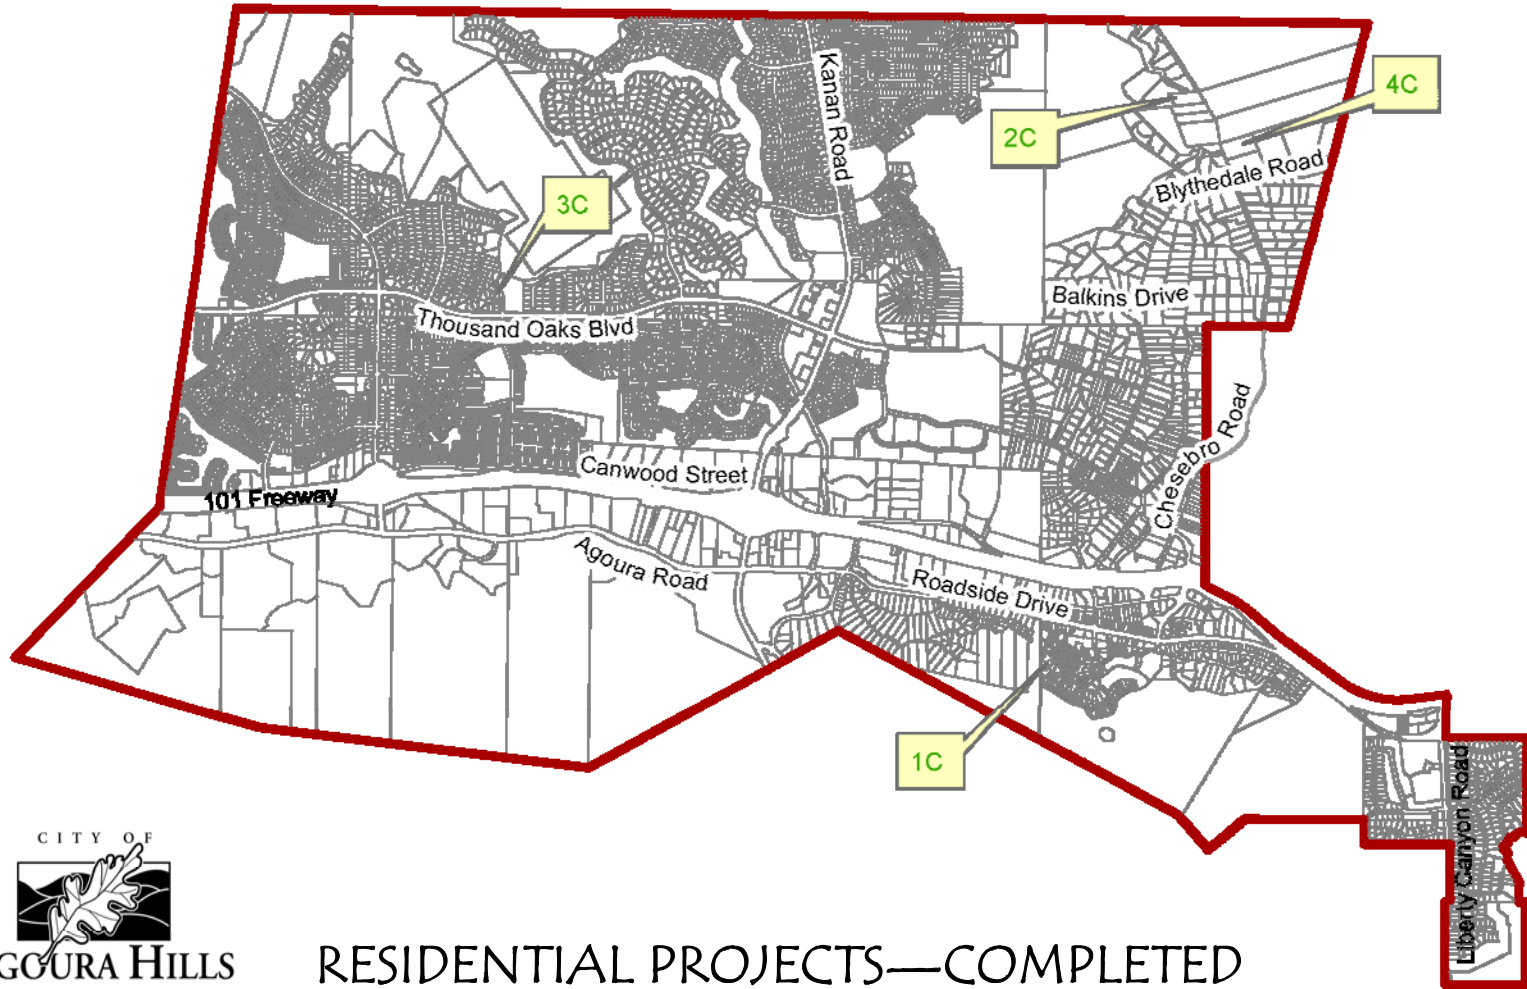 Kanan Road
4C
2C
Blythedale Road
3C
Balkins Drive
Thousand Oaks Blvd
Chesebro Road
Canwood Street
101 Freeway
Agoura Road
Roadside Drive
1C
Liberty Canyon Road
CITY OF
GOURA HILLS
RESIDENTIAL PROJECTS—COMPLETED